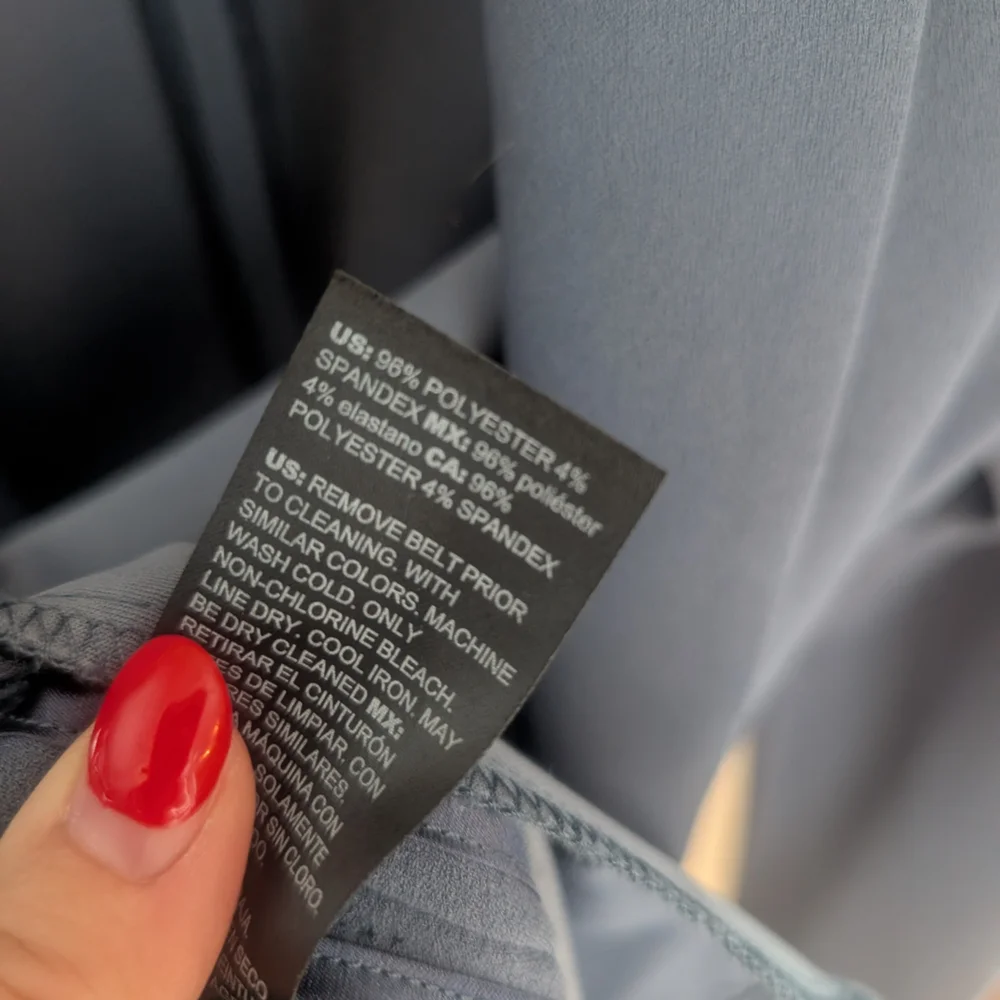 US: 96% POLYESTER 4%
SPANDEX MX: 96% poliéster
4% elastano CA: 96%
POLYESTER 4% SPANDEX
US: REMOVE BELT PRIOR
TO CLEANING. WITH
SIMILAR COLORS. MACHINE
WASH COLD. ONLY
NON-CHLORINE BLEACH.
LINE DRY. COOL IRON. MAY
BE DRY CLEANED MX:
RETIRAR EL CINTURÓN
DE LIMPIAR. CON
SIMILARES.
MÁQUINA CON
SOLAMENTE
SIN CLORO.